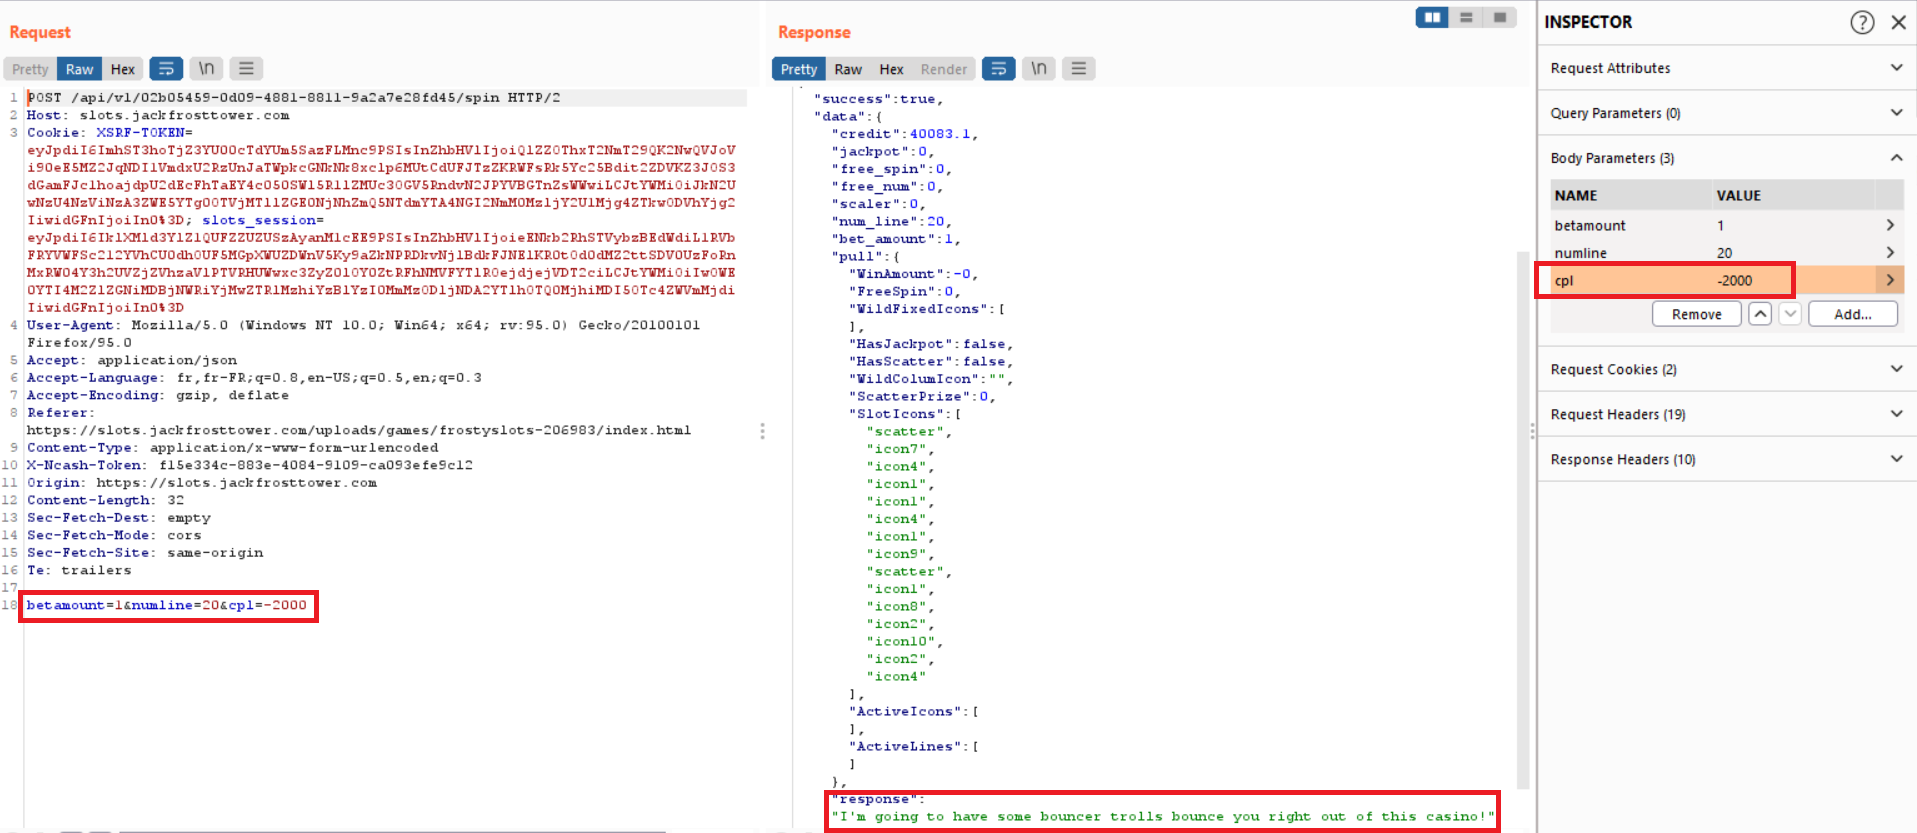 Request
Pretty Raw Hex \n
1 POST /api/v1/02b05459-0d09-4881-8811-9a2a7e28fd45/spin HTTP/2
2 Host: slots.jackfrosttower.com
3 Cookie: XSRF-TOKEN=
slots_session=
4 User-Agent: Mozilla/5.0 (Windows NT 10.0; Win64; x64; rv:95.0) Gecko/20100101
Firefox/95.0
5 Accept: application/json
6 Accept-Language: fr,fr-FR;q=0.8,en-US;q=0.5,en;q=0.3
7 Accept-Encoding: gzip, deflate
8 Referer:
https://slots.jackfrosttower.com/uploads/games/frostyslots-206983/index.html
9 Content-Type: application/x-www-form-urlencoded
10 X-Ncash-Token: f15e334c-883e-4084-9109-ca093efe9c12
11 Origin: https://slots.jackfrosttower.com
12 Content-Length: 32
13 Sec-Fetch-Dest: empty
14 Sec-Fetch-Mode: cors
15 Sec-Fetch-Site: same-origin
16 Te: trailers
17
18 betamount=1&numline=20&cpl=-2000
Response
Pretty Raw Hex Render \n
"success":true,
"data":{
"credit":40083.1,
"jackpot":0,
"free_spin":0,
"free_num":0,
"scaler":0,
"num_line":20,
"bet_amount":1,
"pull":{
"WinAmount":-0,
"FreeSpin":0,
"WildFixedIcons":[
],
"HasJackpot":false,
"HasScatter":false,
"WildColumIcon":"",
"ScatterPrize":0,
"SlotIcons":[
"scatter",
"icon7",
"icon4",
"icon1",
"icon1",
"icon4",
"icon1",
"icon9",
"scatter",
"icon1",
"icon8",
"icon2",
"icon10",
"icon2",
"icon4"
],
"ActiveIcons":[
],
"ActiveLines":[
]
},
"response":
"I'm going to have some bouncer trolls bounce you right out of this casino!"
INSPECTOR
Request Attributes
Query Parameters (0)
Body Parameters (3)
NAME VALUE
betamount 1
numline 20
cpl -2000
Remove Add...
Request Cookies (2)
Request Headers (19)
Response Headers (10)